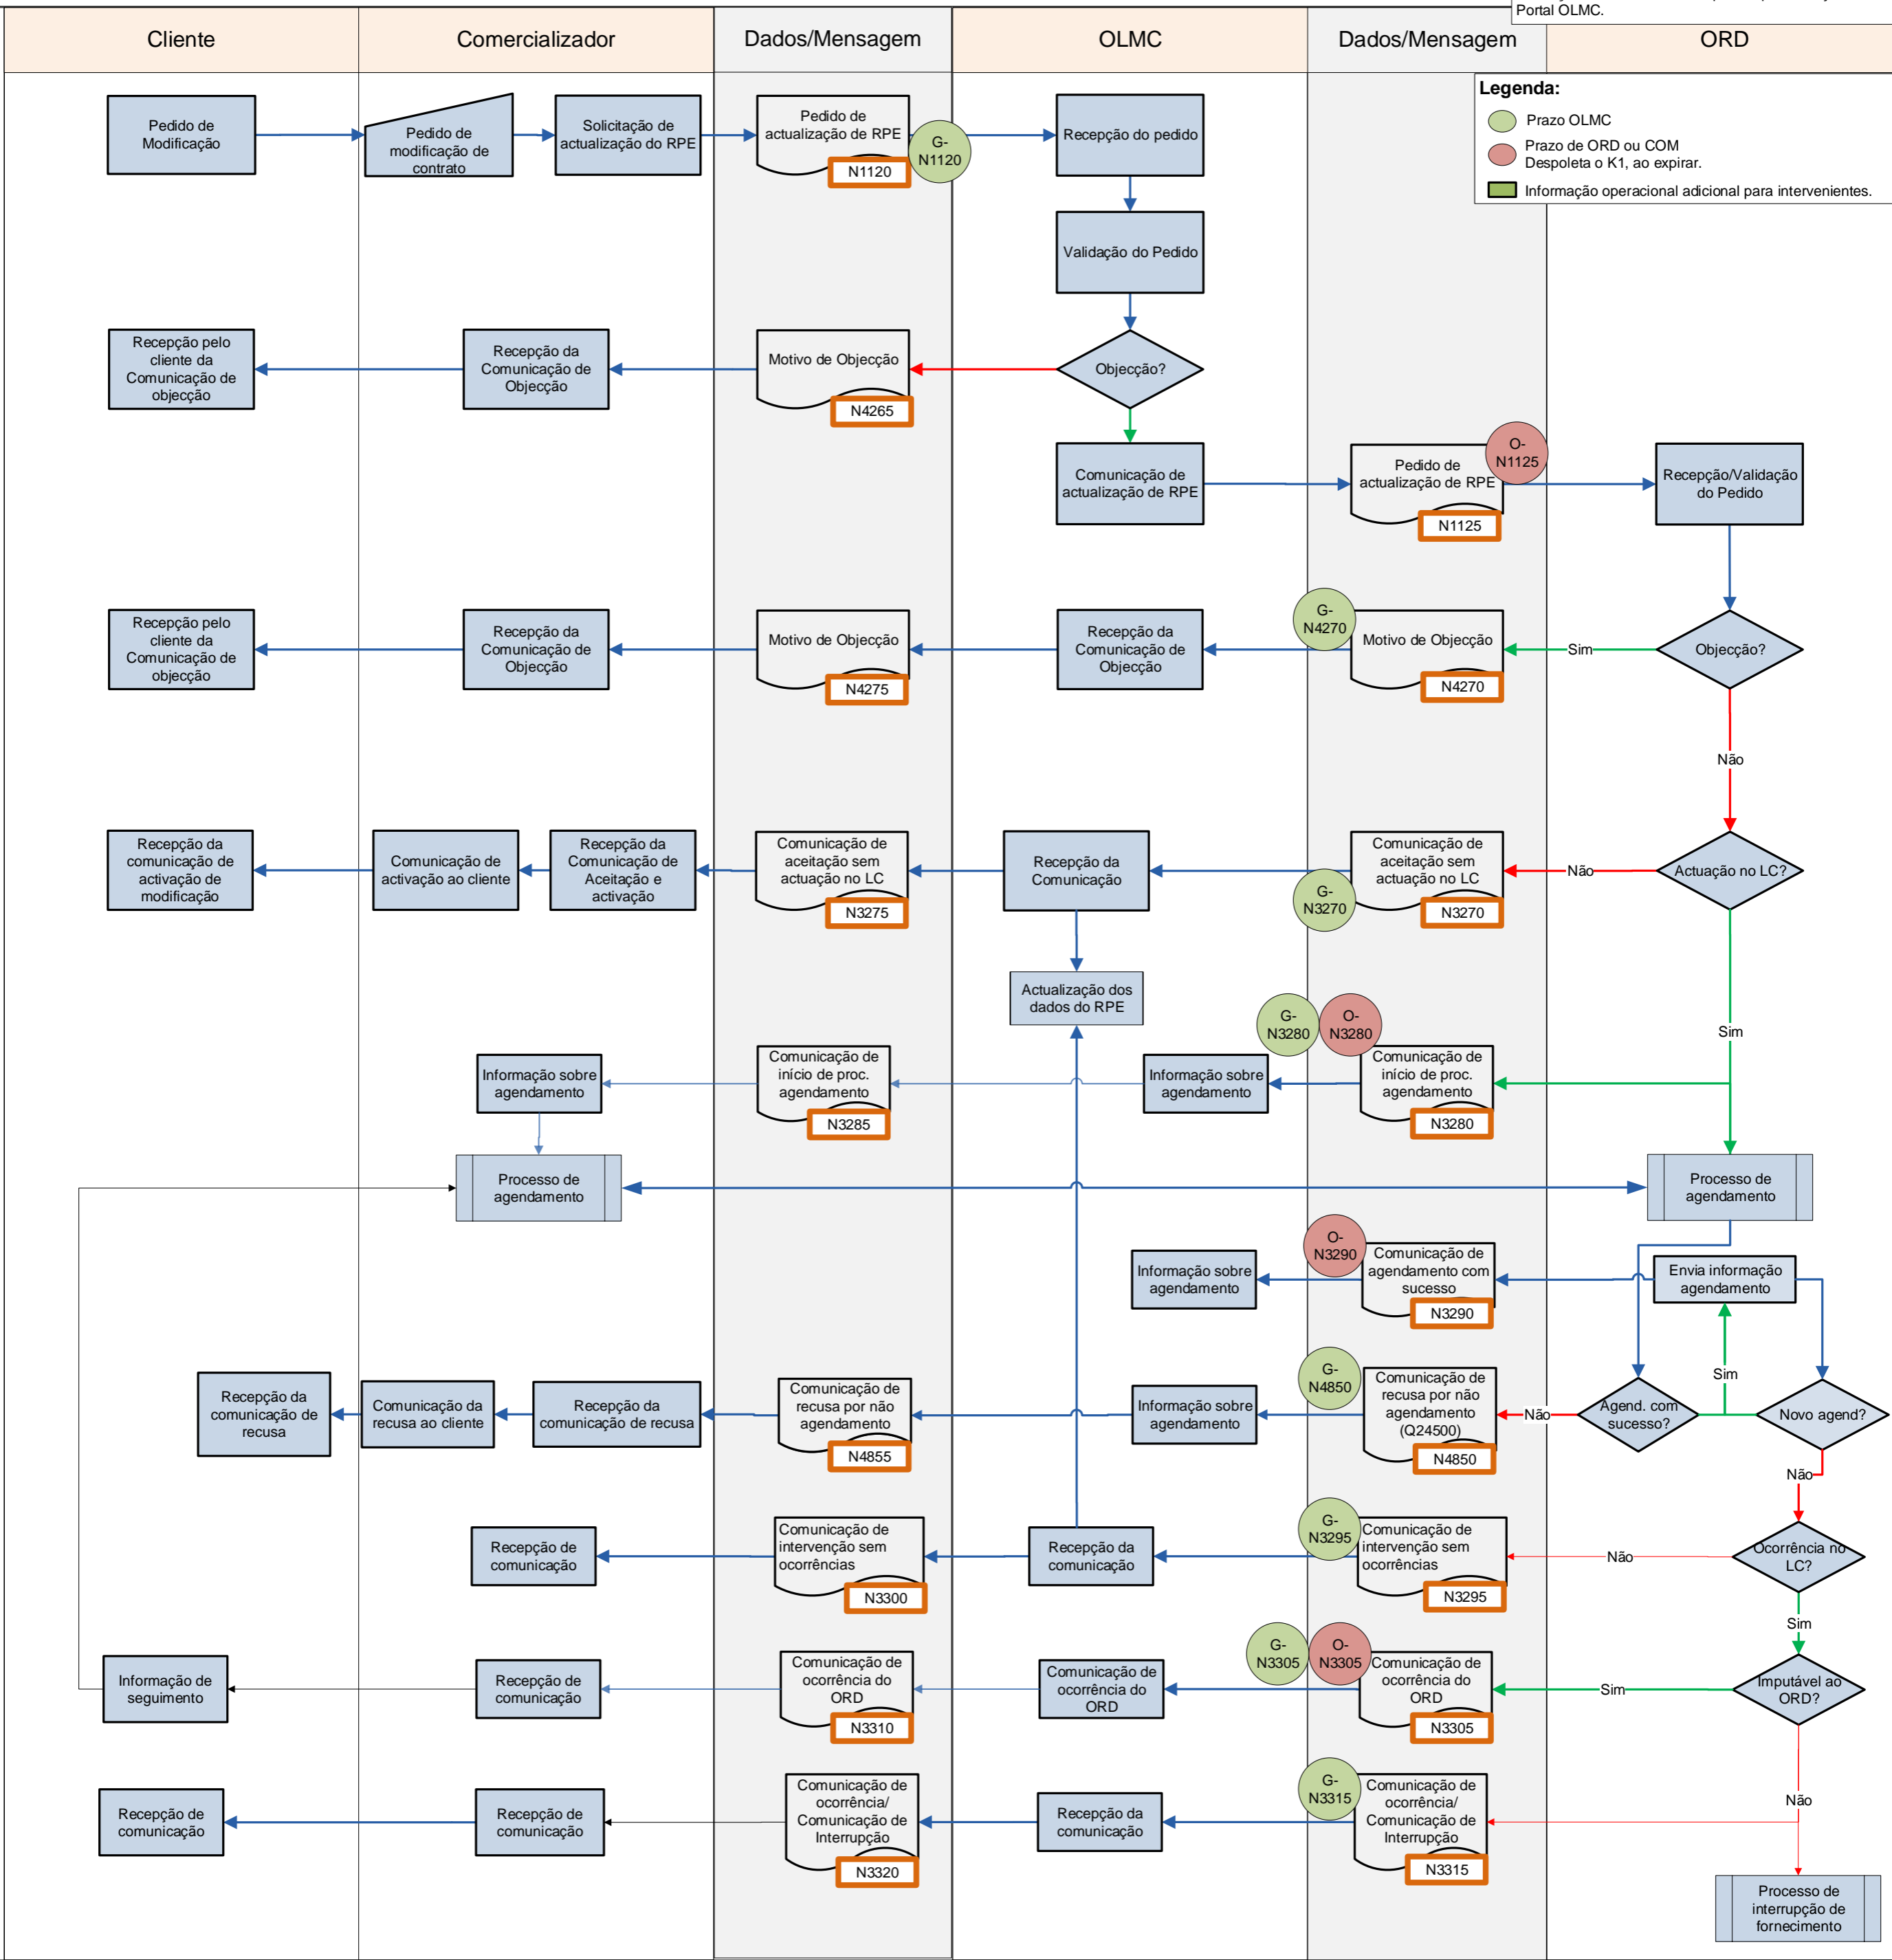 Portal OLMC.
Cliente
Comercializador
Dados/Mensagem
OLMC
Dados/Mensagem
ORD
Legenda:
Prazo OLMC
Prazo de ORD ou COM
Despoleta o K1, ao expirar.
Informação operacional adicional para intervenientes.
Pedido de
Modificação
Pedido de
modificação de
contrato
Solicitação de
actualização do RPE
Pedido de
actualização de RPE
N1120
G-
N1120
Recepção do pedido
Validação do Pedido
Recepção pelo
cliente da
Comunicação de
objecção
Recepção da
Comunicação de
Objecção
Motivo de Objecção
N4265
Objecção?
Comunicação de
actualização de RPE
Pedido de
actualização de RPE
N1125
O-
N1125
Recepção/Validação
do Pedido
Recepção pelo
cliente da
Comunicação de
objecção
Recepção da
Comunicação de
Objecção
Motivo de Objecção
N4275
Recepção da
Comunicação de
Objecção
G-
N4270
Motivo de Objecção
N4270
Sim
Objecção?
Não
Recepção da
comunicação de
activação de
modificação
Comunicação de
activação ao cliente
Recepção da
Comunicação de
Aceitação e
activação
Comunicação de
aceitação sem
actuação no LC
N3275
Recepção da
Comunicação
G-
N3270
Comunicação de
aceitação sem
actuação no LC
N3270
Não
Actuação no LC?
Actualização dos
dados do RPE
Sim
Informação sobre
agendamento
Comunicação de
início de proc.
agendamento
N3285
Informação sobre
agendamento
G-
N3280
O-
N3280
Comunicação de
início de proc.
agendamento
N3280
Processo de
agendamento
Processo de
agendamento
Informação sobre
agendamento
O-
N3290
Comunicação de
agendamento com
sucesso
N3290
Envia informação
agendamento
Sim
Recepção da
comunicação de
recusa
Comunicação da
recusa ao cliente
Recepção da
comunicação de recusa
Comunicação de
recusa por não
agendamento
N4855
Informação sobre
agendamento
G-
N4850
Comunicação de
recusa por não
agendamento
(Q24500)
N4850
Não
Agend. com
sucesso?
Novo agend?
Não
Recepção de
comunicação
Comunicação de
intervenção sem
ocorrências
N3300
Recepção da
comunicação
G-
N3295
Comunicação de
intervenção sem
ocorrências
N3295
Não
Ocorrência no
LC?
Sim
Informação de
seguimento
Recepção de
comunicação
Comunicação de
ocorrência do
ORD
N3310
Comunicação de
ocorrência do
ORD
G-
N3305
O-
N3305
Comunicação de
ocorrência do
ORD
N3305
Sim
Imputável ao
ORD?
Não
Recepção de
comunicação
Recepção de
comunicação
Comunicação de
ocorrência/
Comunicação de
Interrupção
N3320
Recepção da
comunicação
G-
N3315
Comunicação de
ocorrência/
Comunicação de
Interrupção
N3315
Processo de
interrupção de
fornecimento